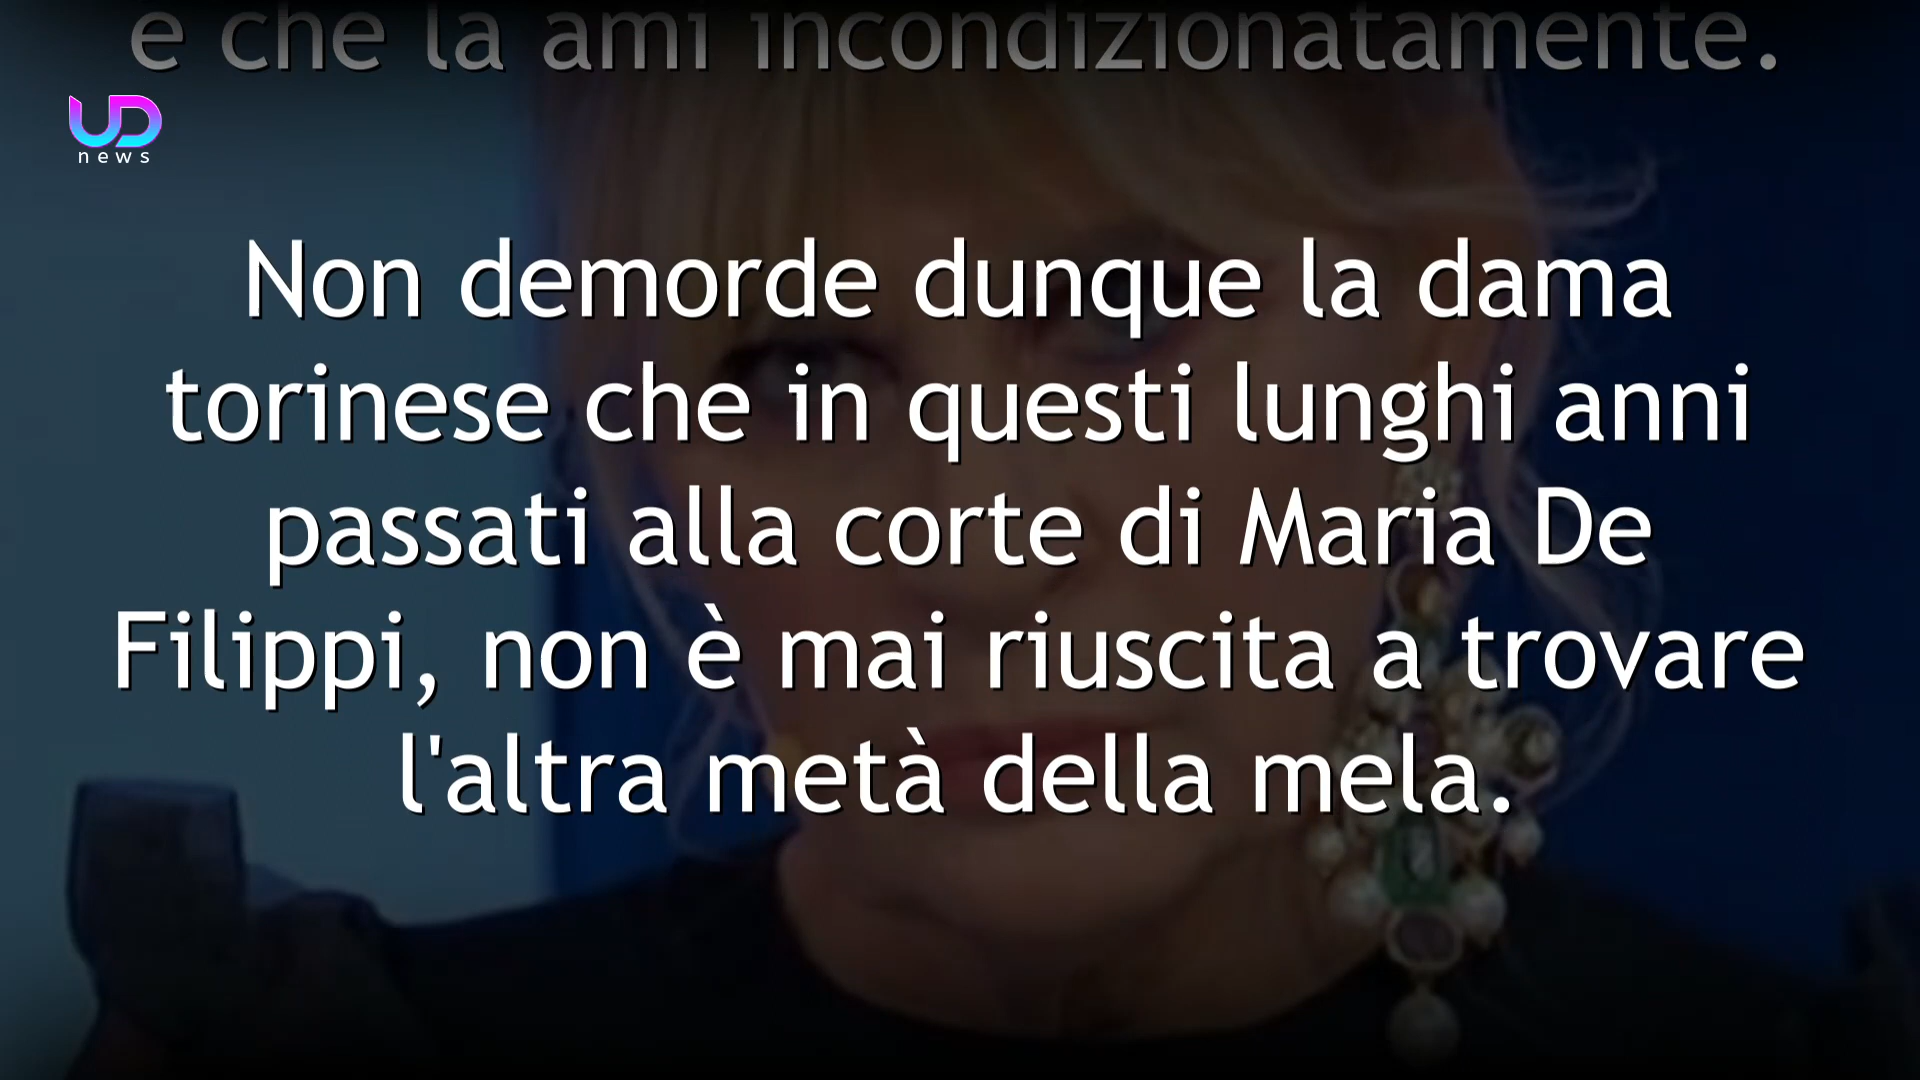 e che la ami incondizionatamente.
UD
news
Non demorde dunque la dama
torinese che in questi lunghi anni
passati alla corte di Maria De
Filippi, non è mai riuscita a trovare
l'altra metà della mela.